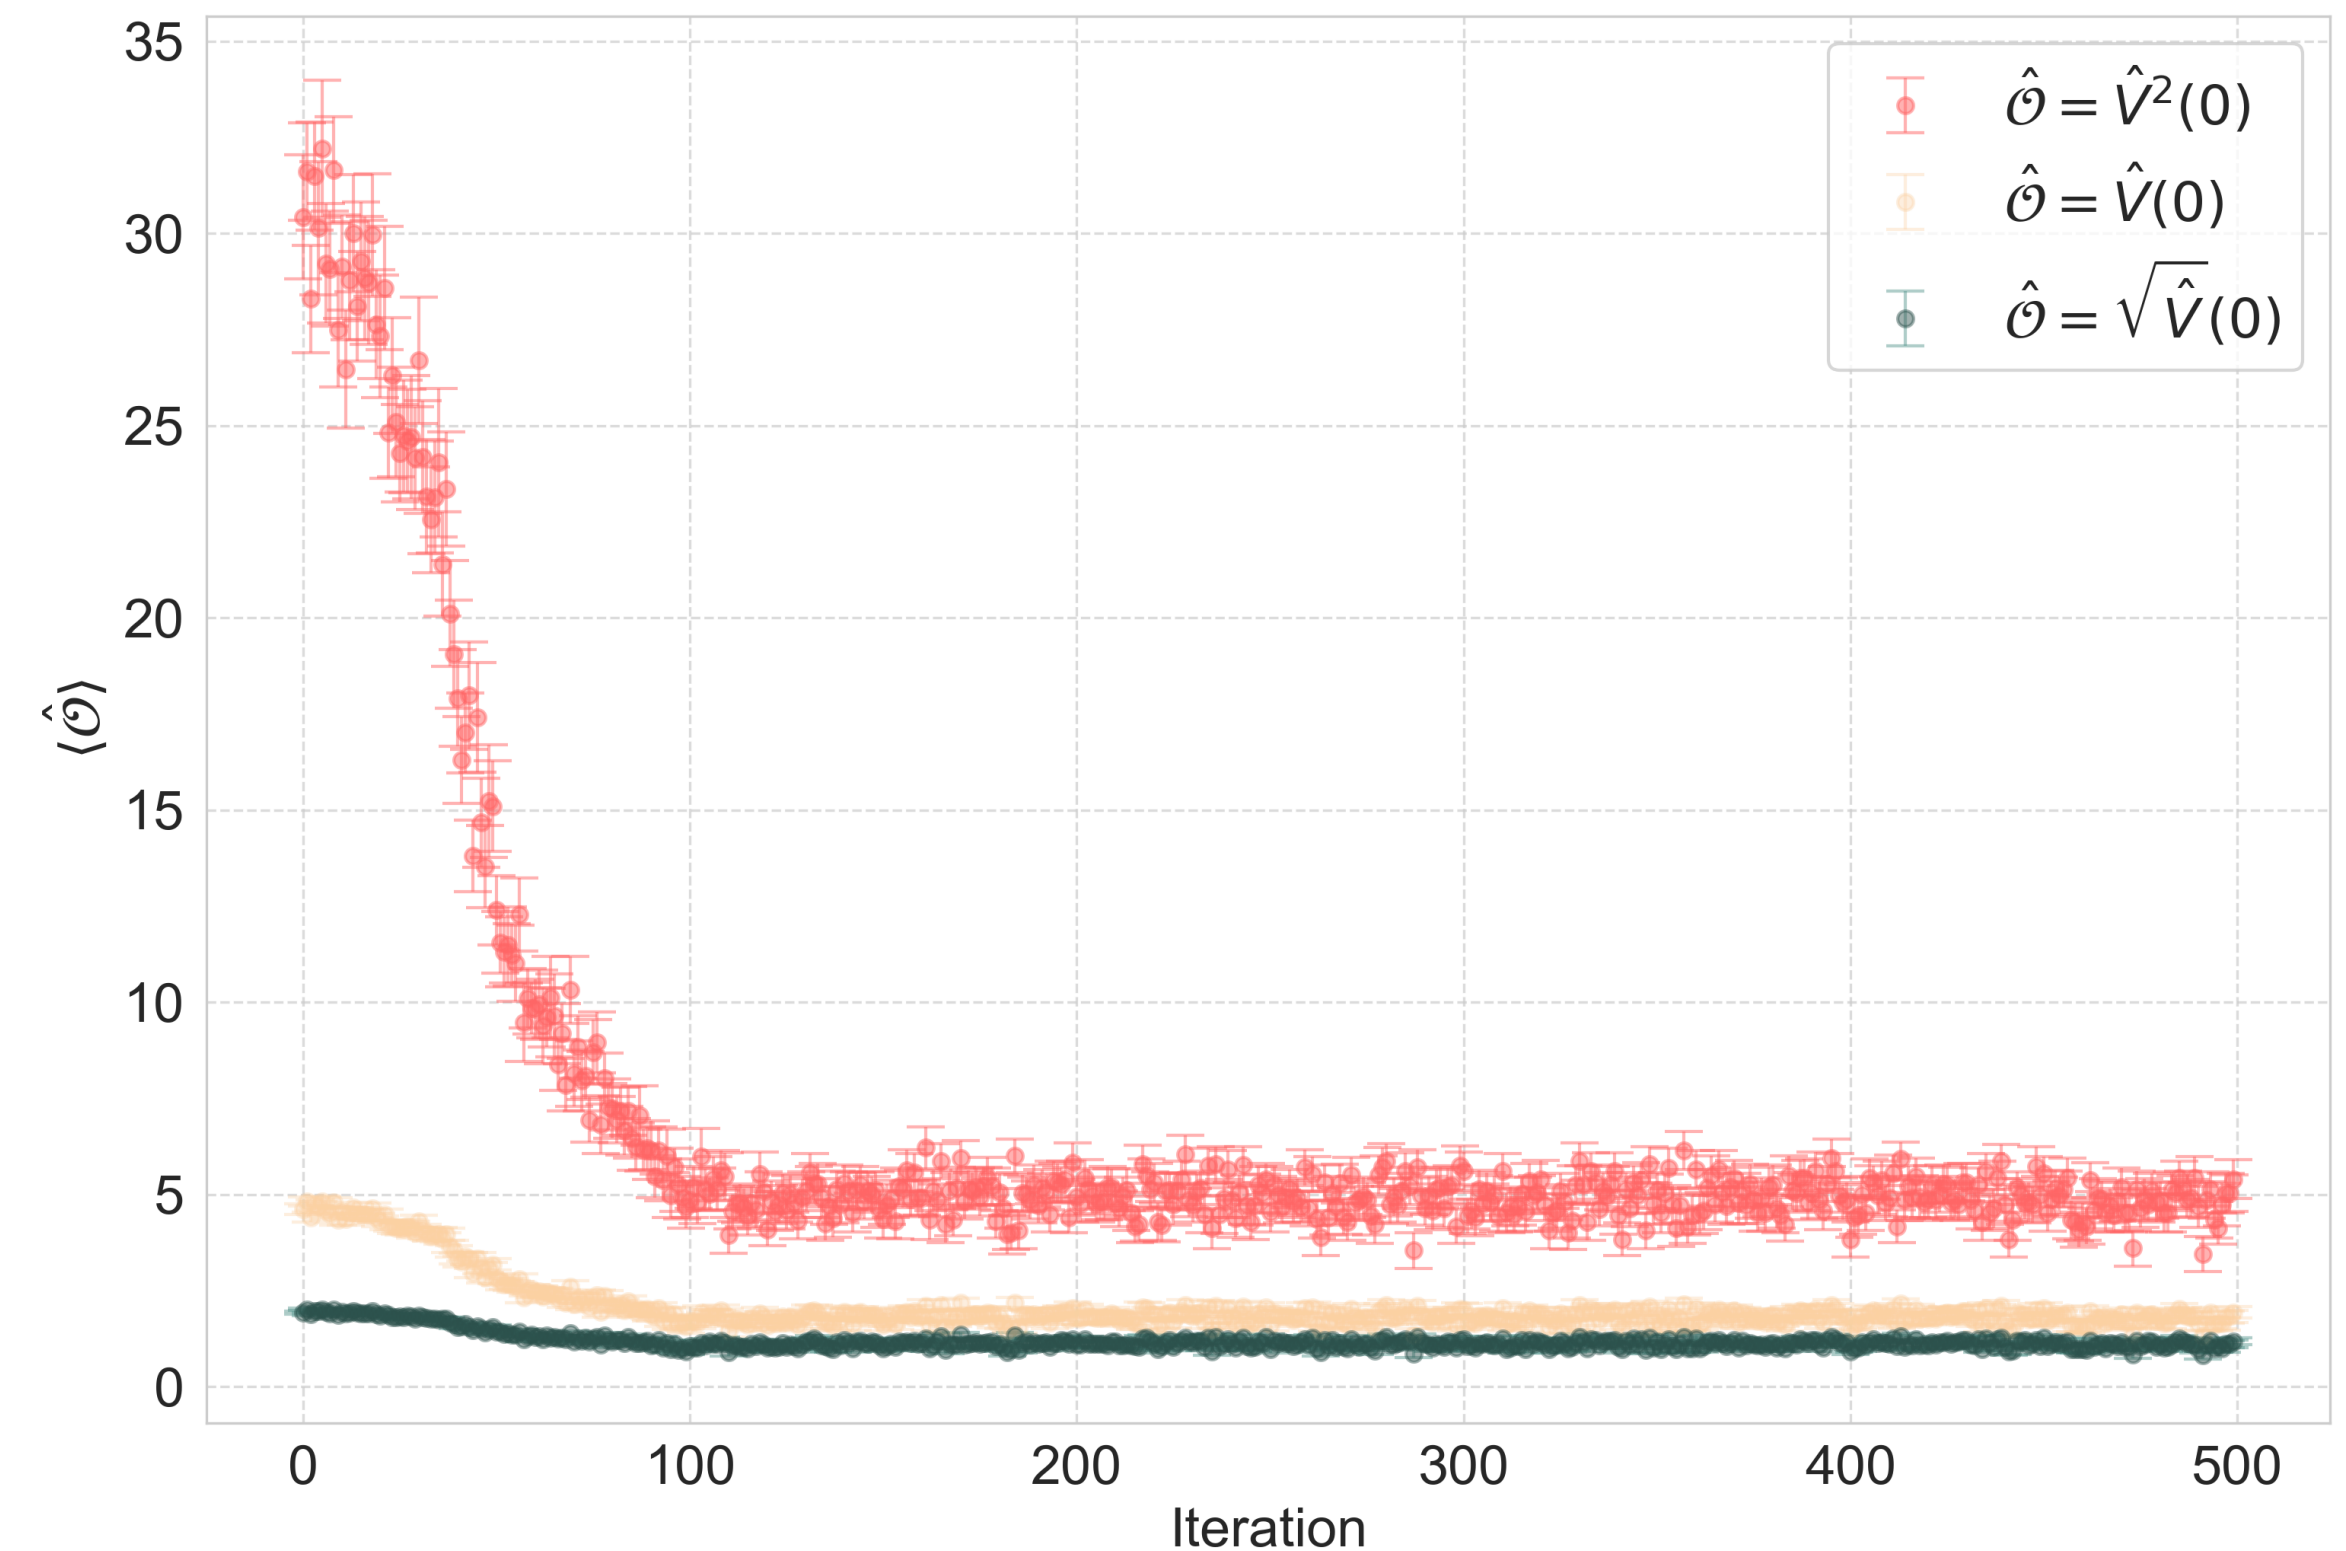 35
30
25
20
15
10
5
0
⟨𝒪̂⟩
0 100 200 300 400 500
Iteration
𝒪̂ = V̂²(0)
𝒪̂ = V̂(0)
𝒪̂ = √V̂(0)